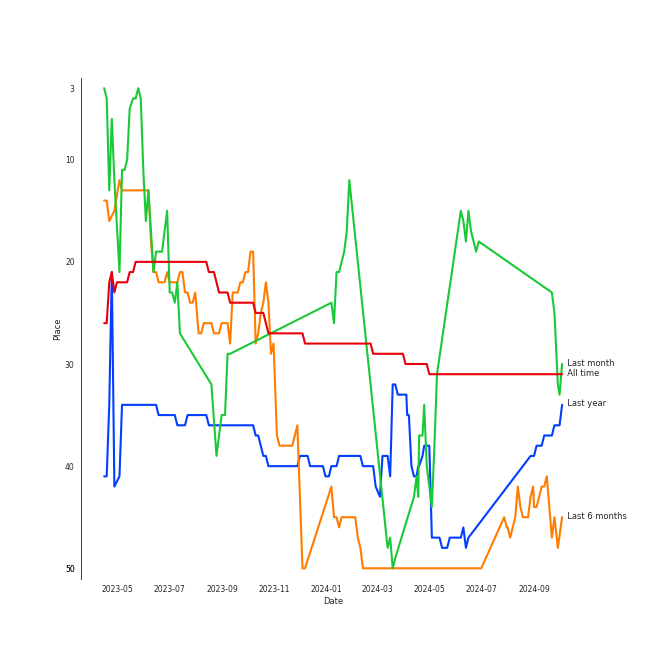 3
10
20
30
40
50
Place
2023-05
2023-07
2023-09
2023-11
2024-01
2024-03
2024-05
2024-07
2024-09
Date
Last month
All time
Last year
Last 6 months